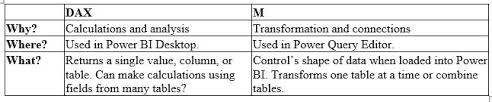 DAX M
Why? Calculations and analysis Transformation and connections
Where? Used in Power BI Desktop. Used in Power Query Editor.
What? Returns a single value, column, or Control's shape of data when loaded into Power
table. Can make calculations using BI. Transforms one table at a time or combine
fields from many tables? tables.